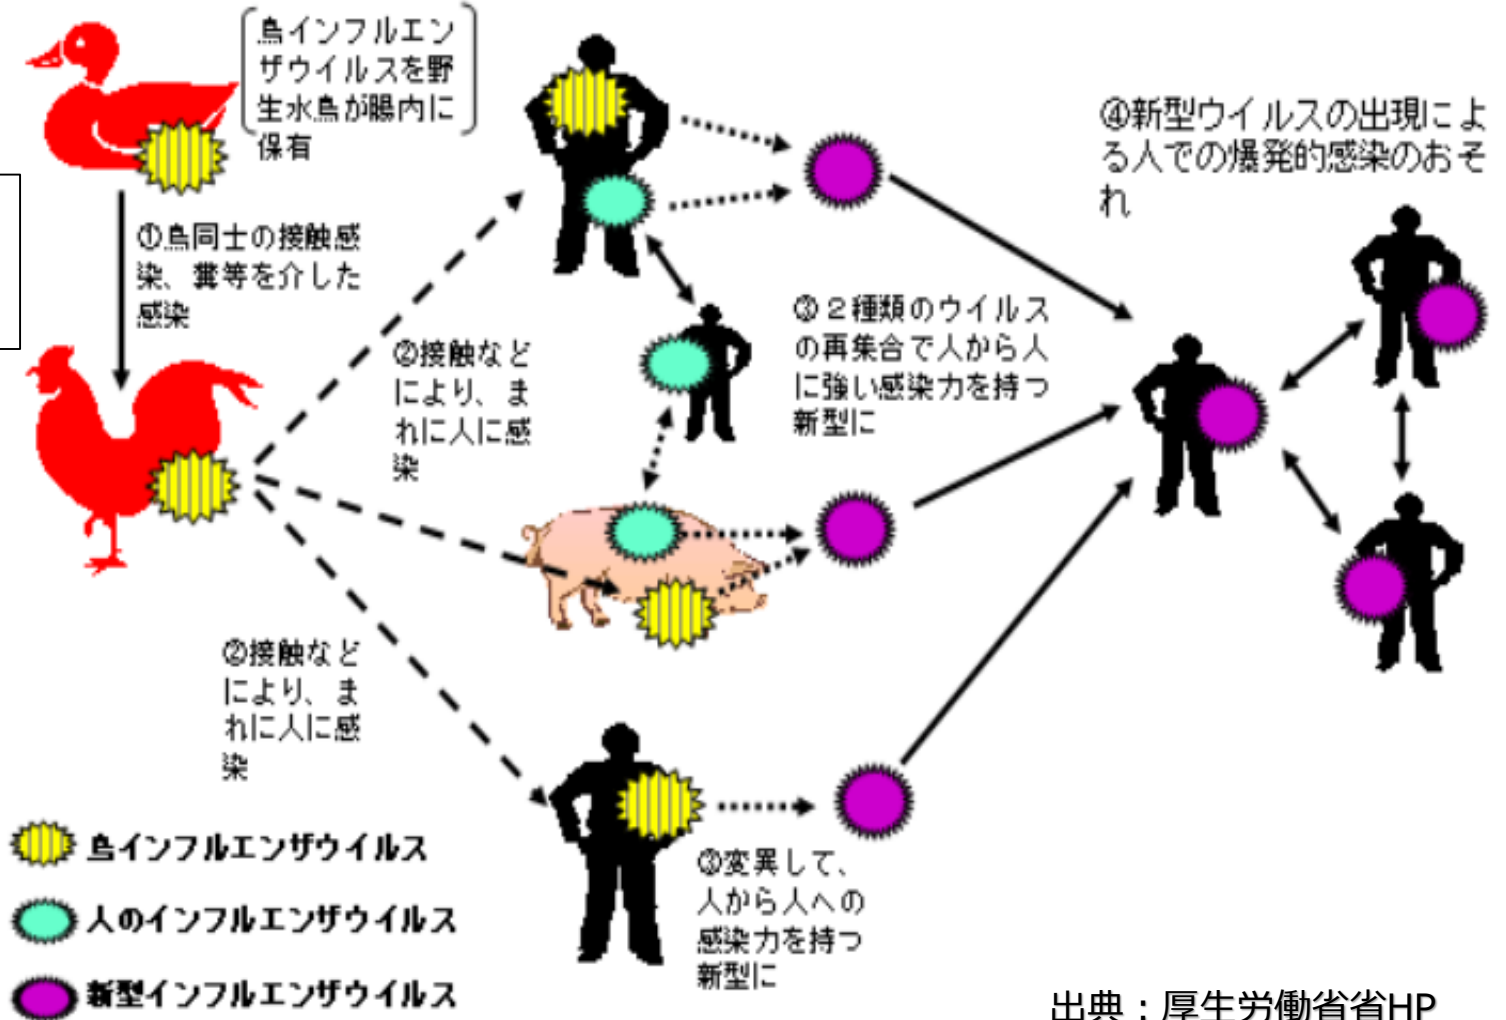 鳥インフルエン
ザウイルスを野
生水鳥が腸内に
保有
①鳥同士の接触感
染、糞等を介した
感染
②接触など
により、ま
れに人に感
染
③２種類のウイルス
の再集合で人から人
に強い感染力を持つ
新型に
④新型ウイルスの出現によ
る人での爆発的感染のおそ
れ
②接触など
により、ま
れに人に感
染
③変異して、
人から人への
感染力を持つ
新型に
鳥インフルエンザウイルス
人のインフルエンザウイルス
新型インフルエンザウイルス
出典：厚生労働省省HP